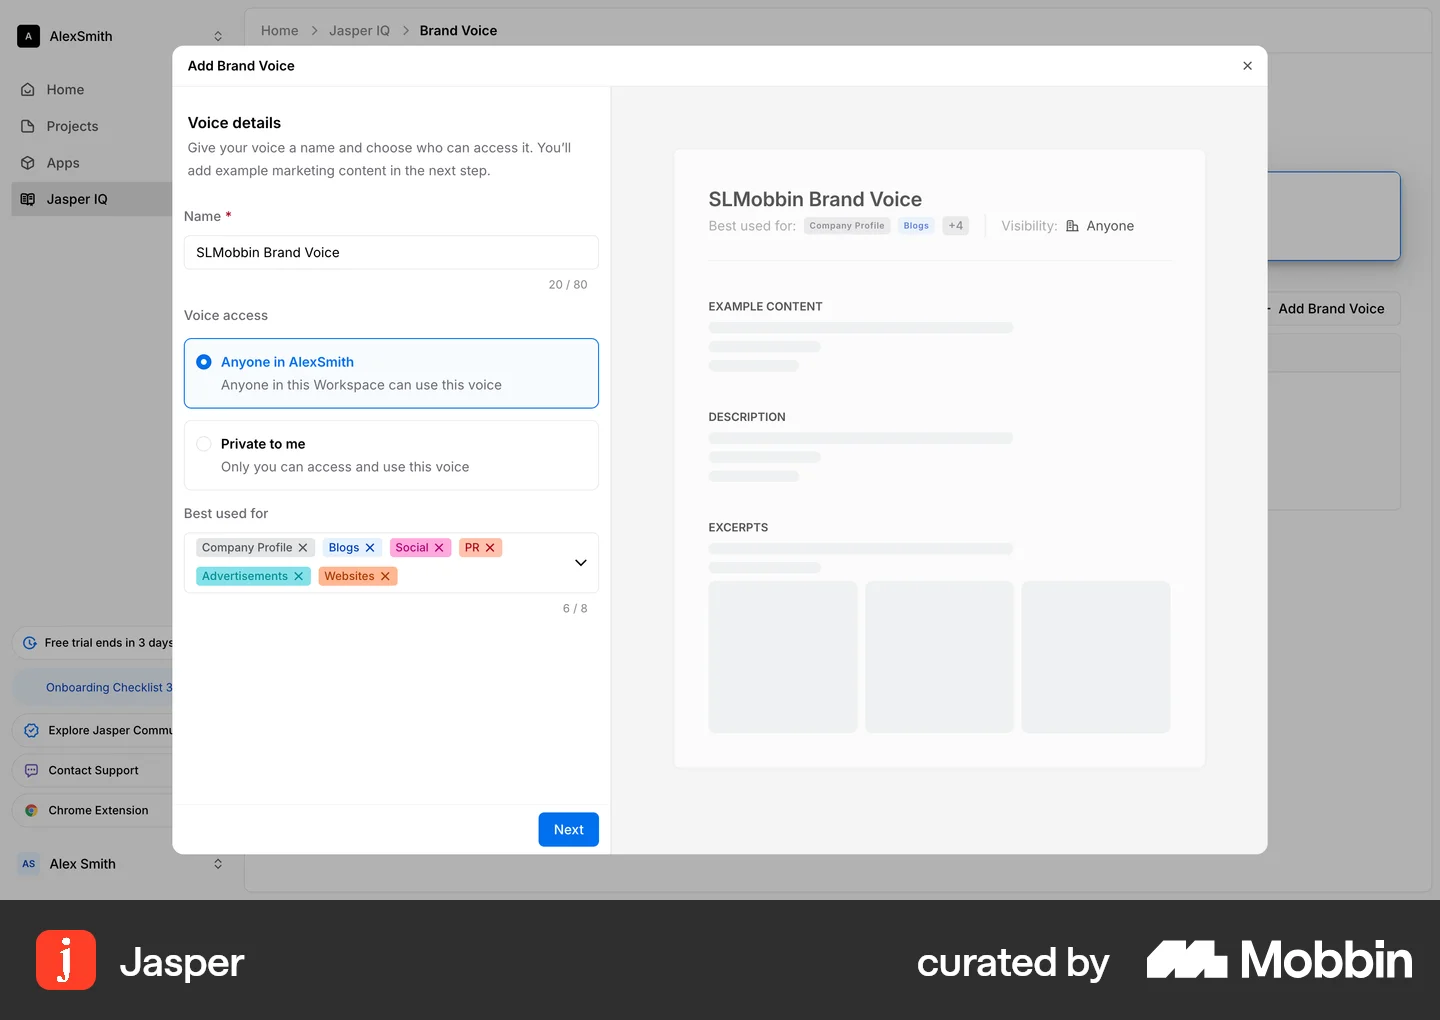 A AlexSmith
Home
Projects
Apps
Jasper IQ
Free trial ends in 3 days
Onboarding Checklist 3
Explore Jasper Commu
Contact Support
Chrome Extension
AS Alex Smith
Home > Jasper IQ > Brand Voice
Add Brand Voice
Add Brand Voice
Voice details
Give your voice a name and choose who can access it. You'll
add example marketing content in the next step.
Name *
SLMobbin Brand Voice
20 / 80
Voice access
Anyone in AlexSmith
Anyone in this Workspace can use this voice
Private to me
Only you can access and use this voice
Best used for
Company Profile Blogs Social PR
Advertisements Websites
6 / 8
Next
SLMobbin Brand Voice
Best used for: Company Profile Blogs +4 Visibility: Anyone
EXAMPLE CONTENT
DESCRIPTION
EXCERPTS
j Jasper
curated by Mobbin